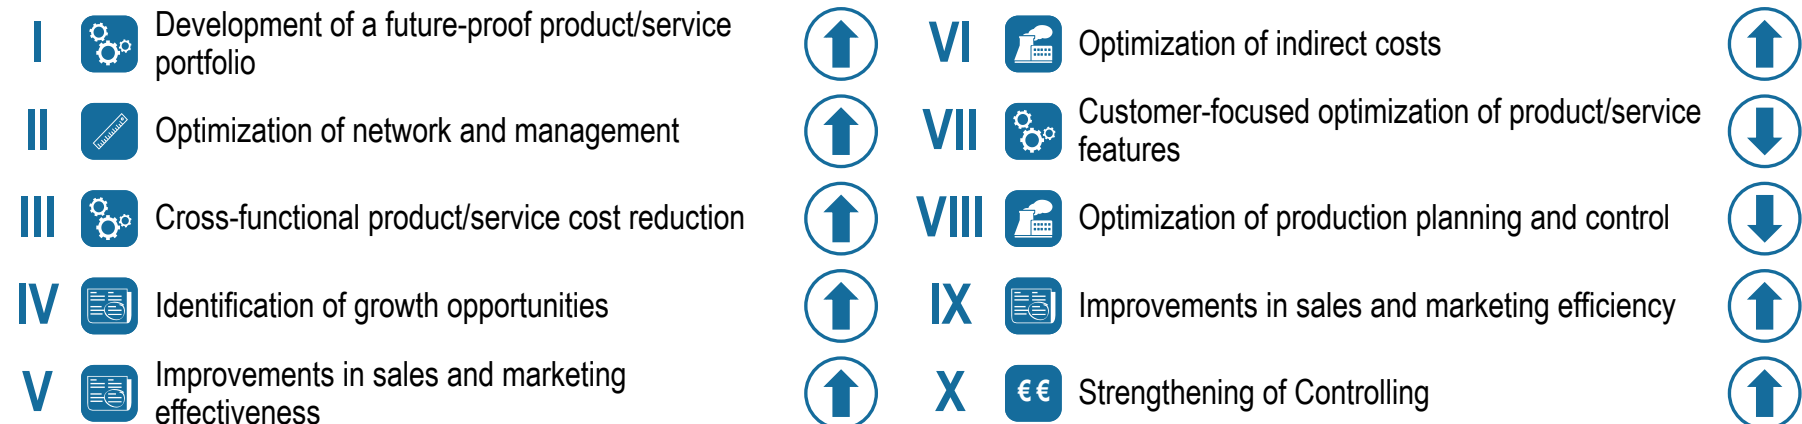 I
Development of a future-proof product/service
portfolio
II
Optimization of network and management
III
Cross-functional product/service cost reduction
IV
Identification of growth opportunities
V
Improvements in sales and marketing
effectiveness
VI
Optimization of indirect costs
VII
Customer-focused optimization of product/service
features
VIII
Optimization of production planning and control
IX
Improvements in sales and marketing efficiency
X
€ €
Strengthening of Controlling